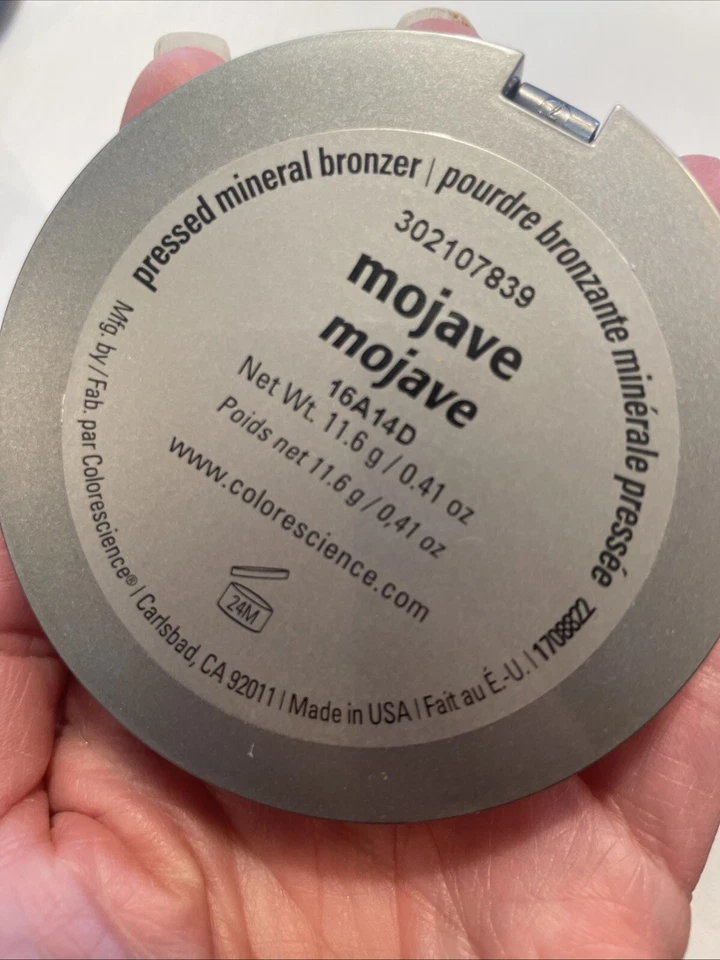 pressed mineral bronzer | pourdre bronzante minérale pressée
302107839
mojave
mojave
16A14D
Net Wt. 11.6 g / 0.41 oz
Poids net 11.6 g / 0,41 oz
www.colorescience.com
24M
Mfg. by / Fab. par Colorescience® | Carlsbad, CA 92011 | Made in USA | Fait au É.-U. | 1708822